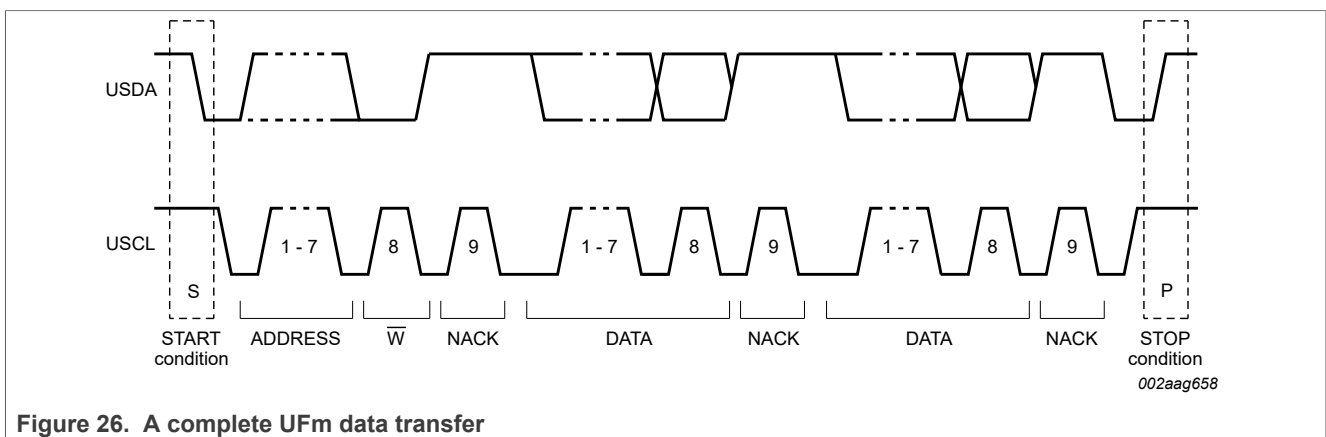 USDA
USCL
1 - 7 8 9 1 - 7 8 9 1 - 7 8 9
S P
START condition ADDRESS W̅ NACK DATA NACK DATA NACK STOP condition
002aag658
Figure 26. A complete UFm data transfer